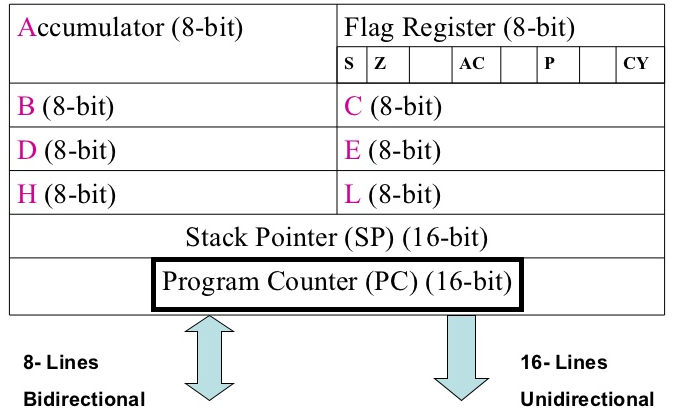 Accumulator (8-bit)
Flag Register (8-bit)
S Z AC P CY
B (8-bit)
C (8-bit)
D (8-bit)
E (8-bit)
H (8-bit)
L (8-bit)
Stack Pointer (SP) (16-bit)
Program Counter (PC) (16-bit)
8- Lines
Bidirectional
16- Lines
Unidirectional